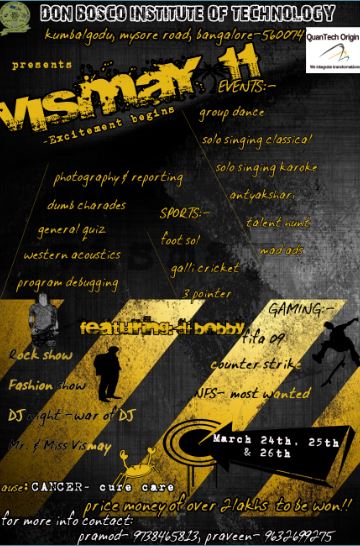 DON BOSCO INSTITUTE OF TECHNOLOGY
kumbalgodu, mysore road, bangalore-560074
QuanTech Origin
We integrate transformations
presents
VISMAY 11
-Excitement begins
EVENTS:-
group dance
solo singing classical
solo singing karoke
antyakshari
talent hunt
mad ads
photography & reporting
dumb charades
general quiz
western acoustics
program debugging
SPORTS:-
foot sol
galli cricket
3 pointer
GAMING:-
fifa 09
counter strike
NFS- most wanted
featuring:dj bobby
Rock show
Fashion show
DJ night -war of DJ
Mr. & Miss Vismay
March 24th, 25th
& 26th
ause: CANCER- cure care
price money of over 2lakhs to be won!!
for more info contact:
pramod- 9738465813, praveen- 9632699275